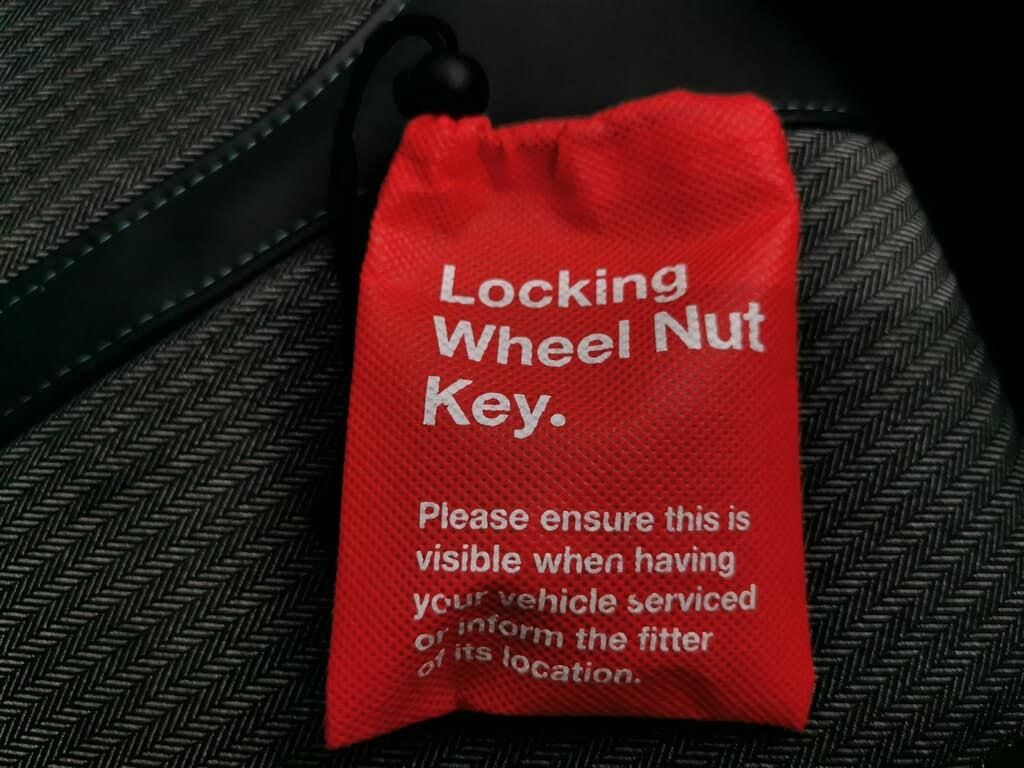 Locking
Wheel Nut
Key.
Please ensure this is
visible when having
your vehicle serviced
or inform the fitter
of its location.